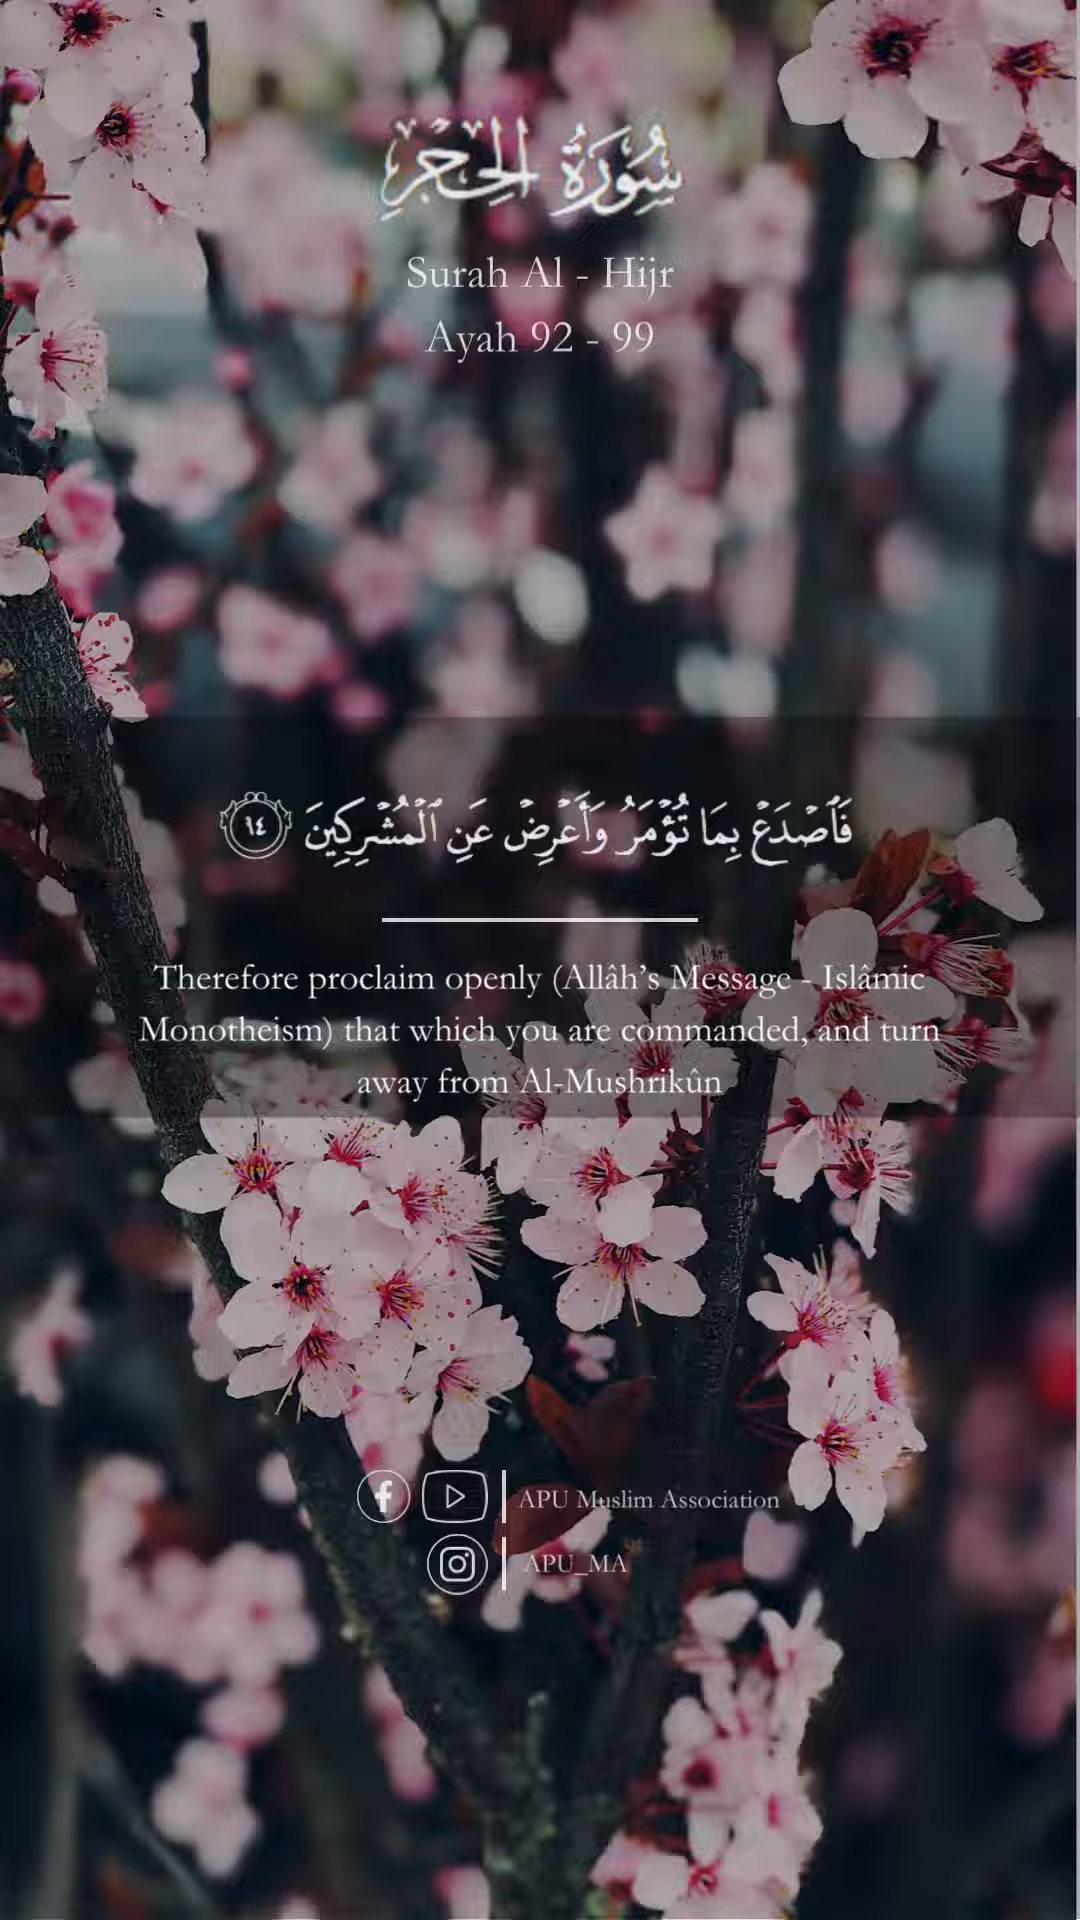 سُورَةُ الحِجْرِ
Surah Al - Hijr
Ayah 92 - 99
فَٱصۡدَعۡ بِمَا تُؤۡمَرُ وَأَعۡرِضۡ عَنِ ٱلۡمُشۡرِكِينَ ٩٤
Therefore proclaim openly (Allâh’s Message - Islâmic
Monotheism) that which you are commanded, and turn
away from Al-Mushrikûn
APU Muslim Association
APU_MA